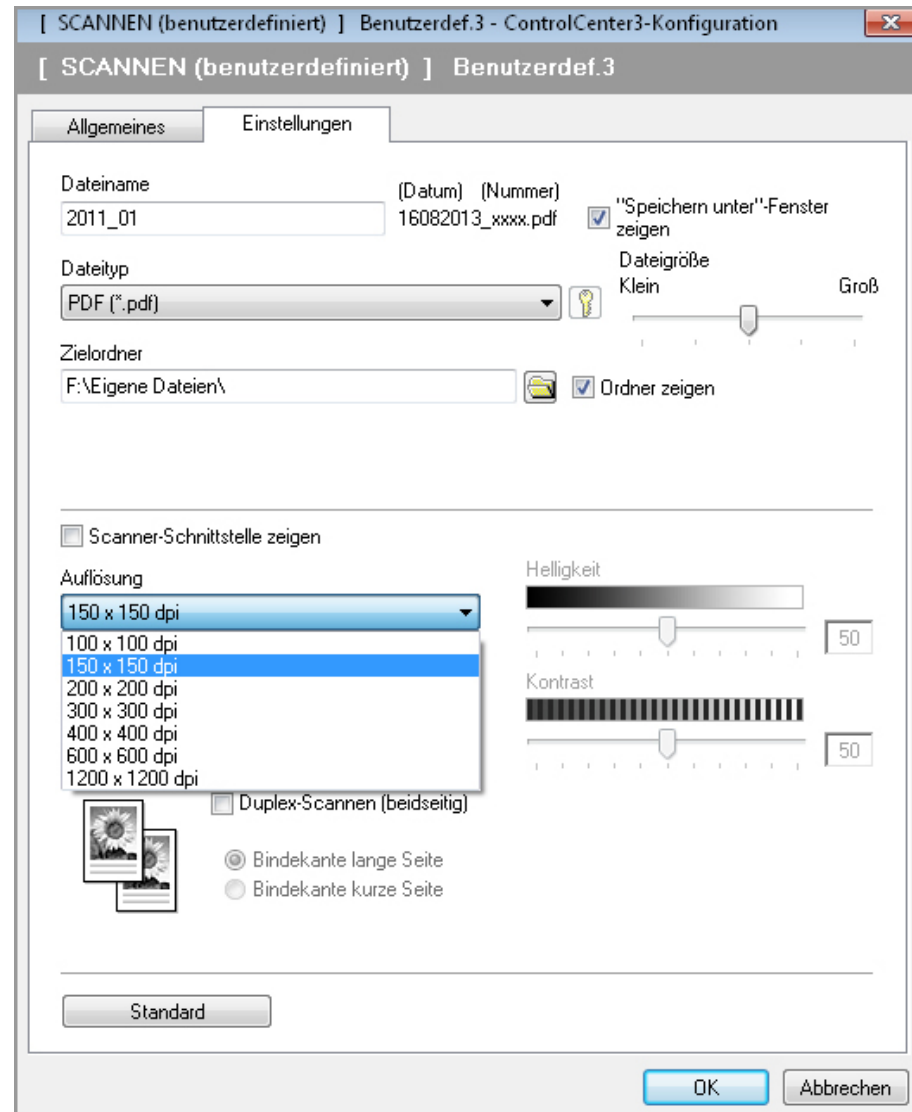 [ SCANNEN (benutzerdefiniert) ] Benutzerdef.3 - ControlCenter3-Konfiguration
[ SCANNEN (benutzerdefiniert) ] Benutzerdef.3
Allgemeines
Einstellungen
Dateiname
(Datum) (Nummer)
2011_01
16082013_xxxx.pdf
"Speichern unter"-Fenster
zeigen
Dateityp
Dateigröße
Klein Groß
PDF (*.pdf)
Zielordner
F:\Eigene Dateien\
Ordner zeigen
Scanner-Schnittstelle zeigen
Auflösung
150 x 150 dpi
100 x 100 dpi
150 x 150 dpi
200 x 200 dpi
300 x 300 dpi
400 x 400 dpi
600 x 600 dpi
1200 x 1200 dpi
Helligkeit
50
Kontrast
50
Duplex-Scannen (beidseitig)
Bindekante lange Seite
Bindekante kurze Seite
Standard
OK
Abbrechen